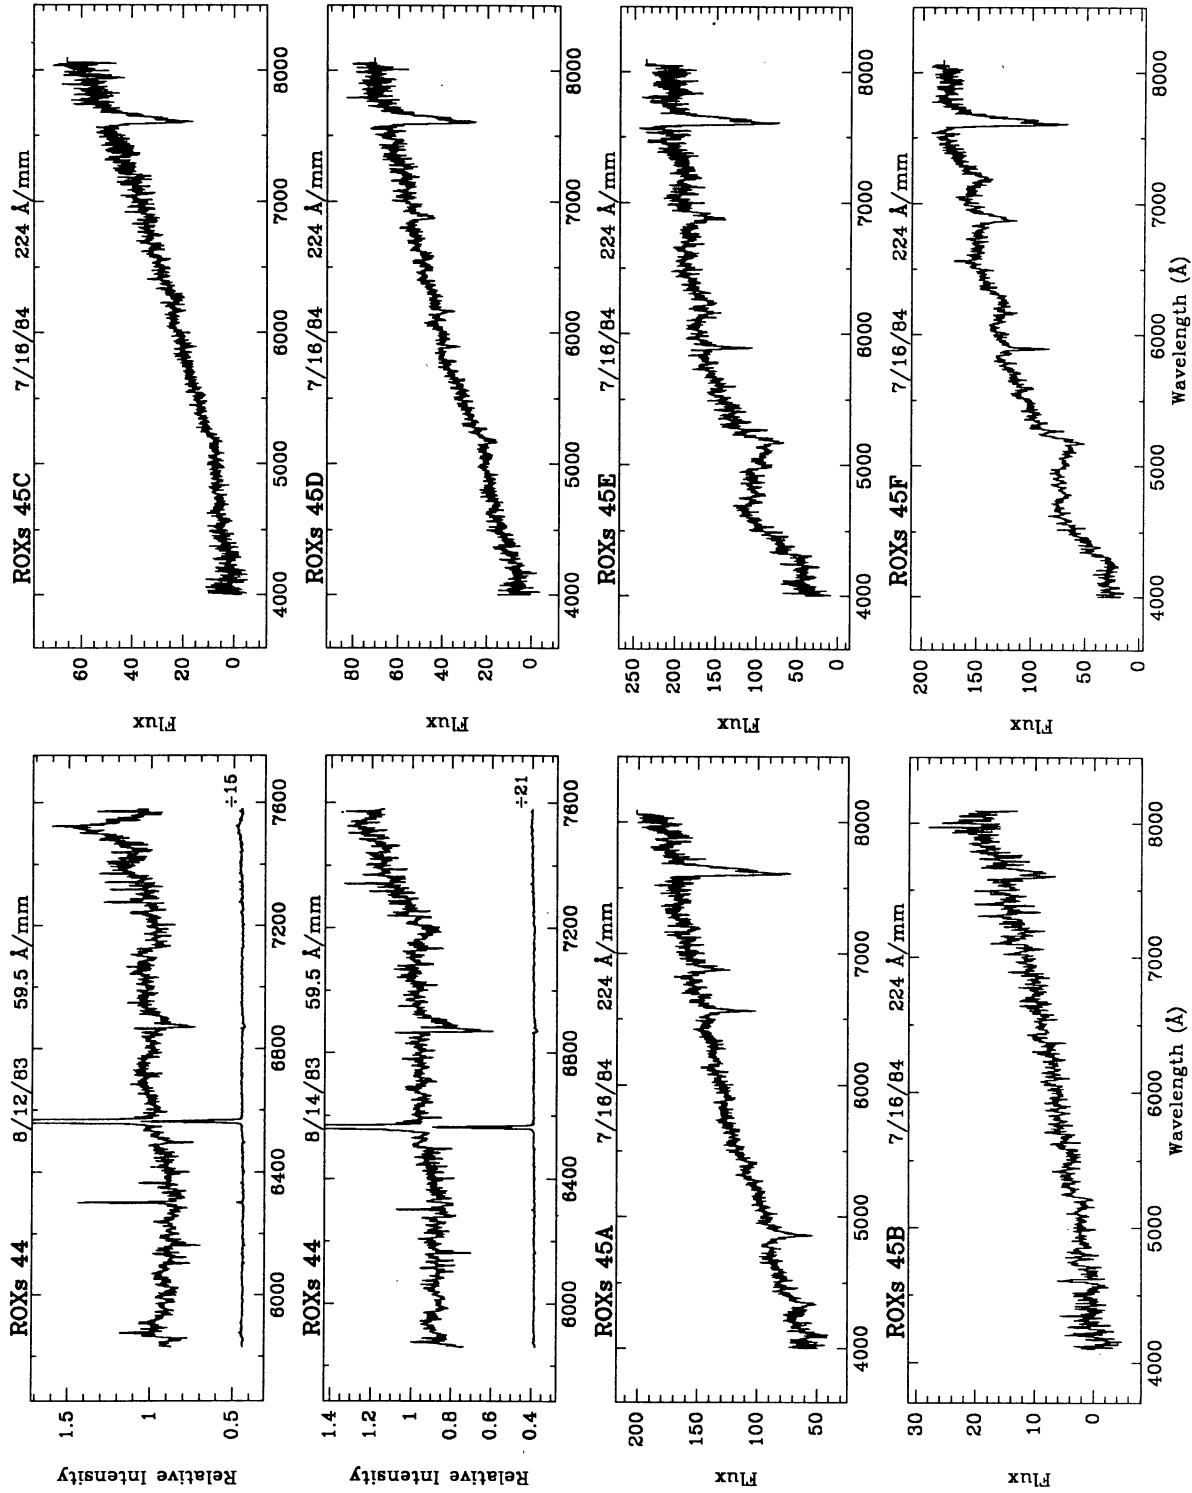 ROXs 44 8/12/83 59.5 Å/mm
1.5
1
0.5
Relative Intensity
÷15
6000 6400 6800 7200 7600
ROXs 44 8/14/83 59.5 Å/mm
1.4
1.2
1
0.8
0.6
0.4
Relative Intensity
÷21
6000 6400 6800 7200 7600
ROXs 45A 7/16/84 224 Å/mm
200
150
100
50
Flux
4000 5000 6000 7000 8000
ROXs 45B 7/16/84 224 Å/mm
30
20
10
0
Flux
4000 5000 6000 7000 8000
Wavelength (Å)
ROXs 45C 7/16/84 224 Å/mm
60
40
20
0
Flux
4000 5000 6000 7000 8000
ROXs 45D 7/16/84 224 Å/mm
80
60
40
20
0
Flux
4000 5000 6000 7000 8000
ROXs 45E 7/16/84 224 Å/mm
250
200
150
100
50
0
Flux
4000 5000 6000 7000 8000
ROXs 45F 7/16/84 224 Å/mm
200
150
100
50
0
Flux
4000 5000 6000 7000 8000
Wavelength (Å)